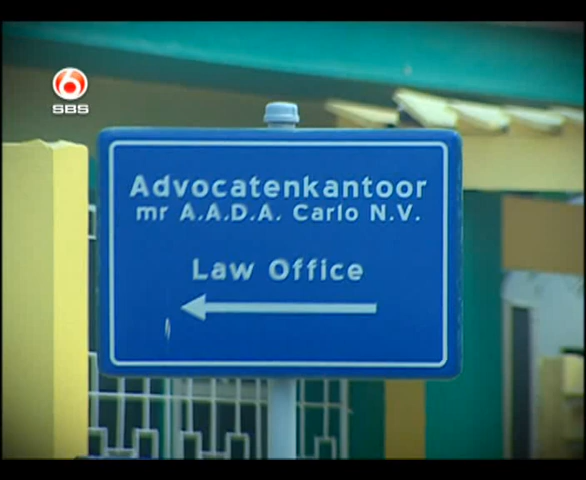 6
SBS
Advocatenkantoor
mr A.A.D.A. Carlo N.V.
Law Office